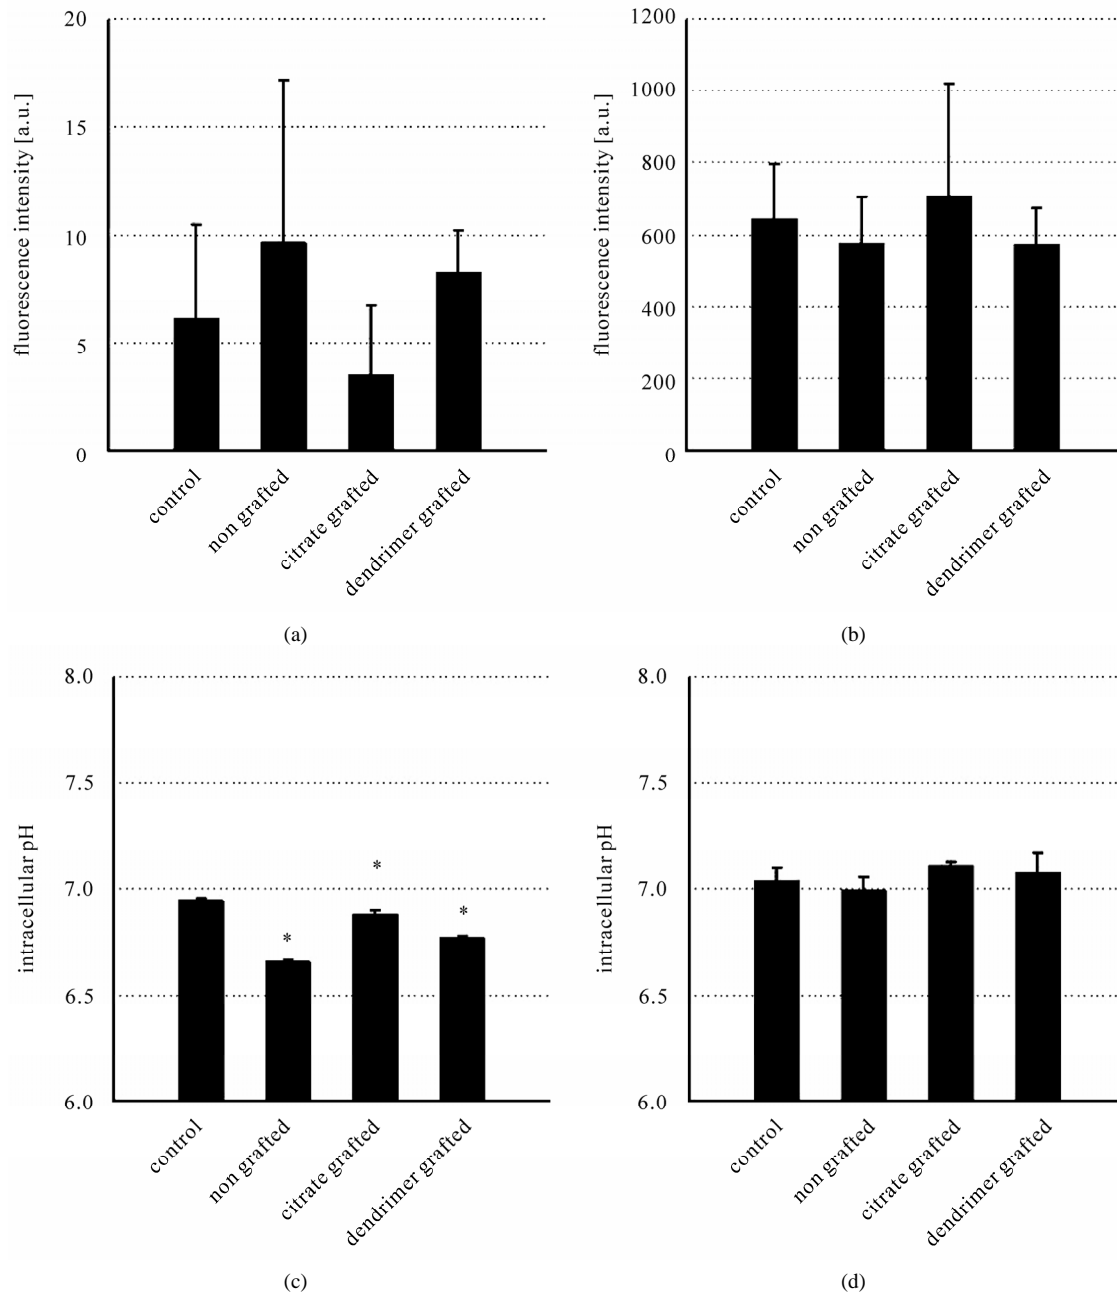 20
15
10
5
0
fluorescence intensity [a.u.]
control
non grafted
citrate grafted
dendrimer grafted
(a)
1200
1000
800
600
400
200
0
fluorescence intensity [a.u.]
control
non grafted
citrate grafted
dendrimer grafted
(b)
8.0
7.5
7.0
6.5
6.0
intracellular pH
*
*
*
control
non grafted
citrate grafted
dendrimer grafted
(c)
8.0
7.5
7.0
6.5
6.0
intracellular pH
control
non grafted
citrate grafted
dendrimer grafted
(d)